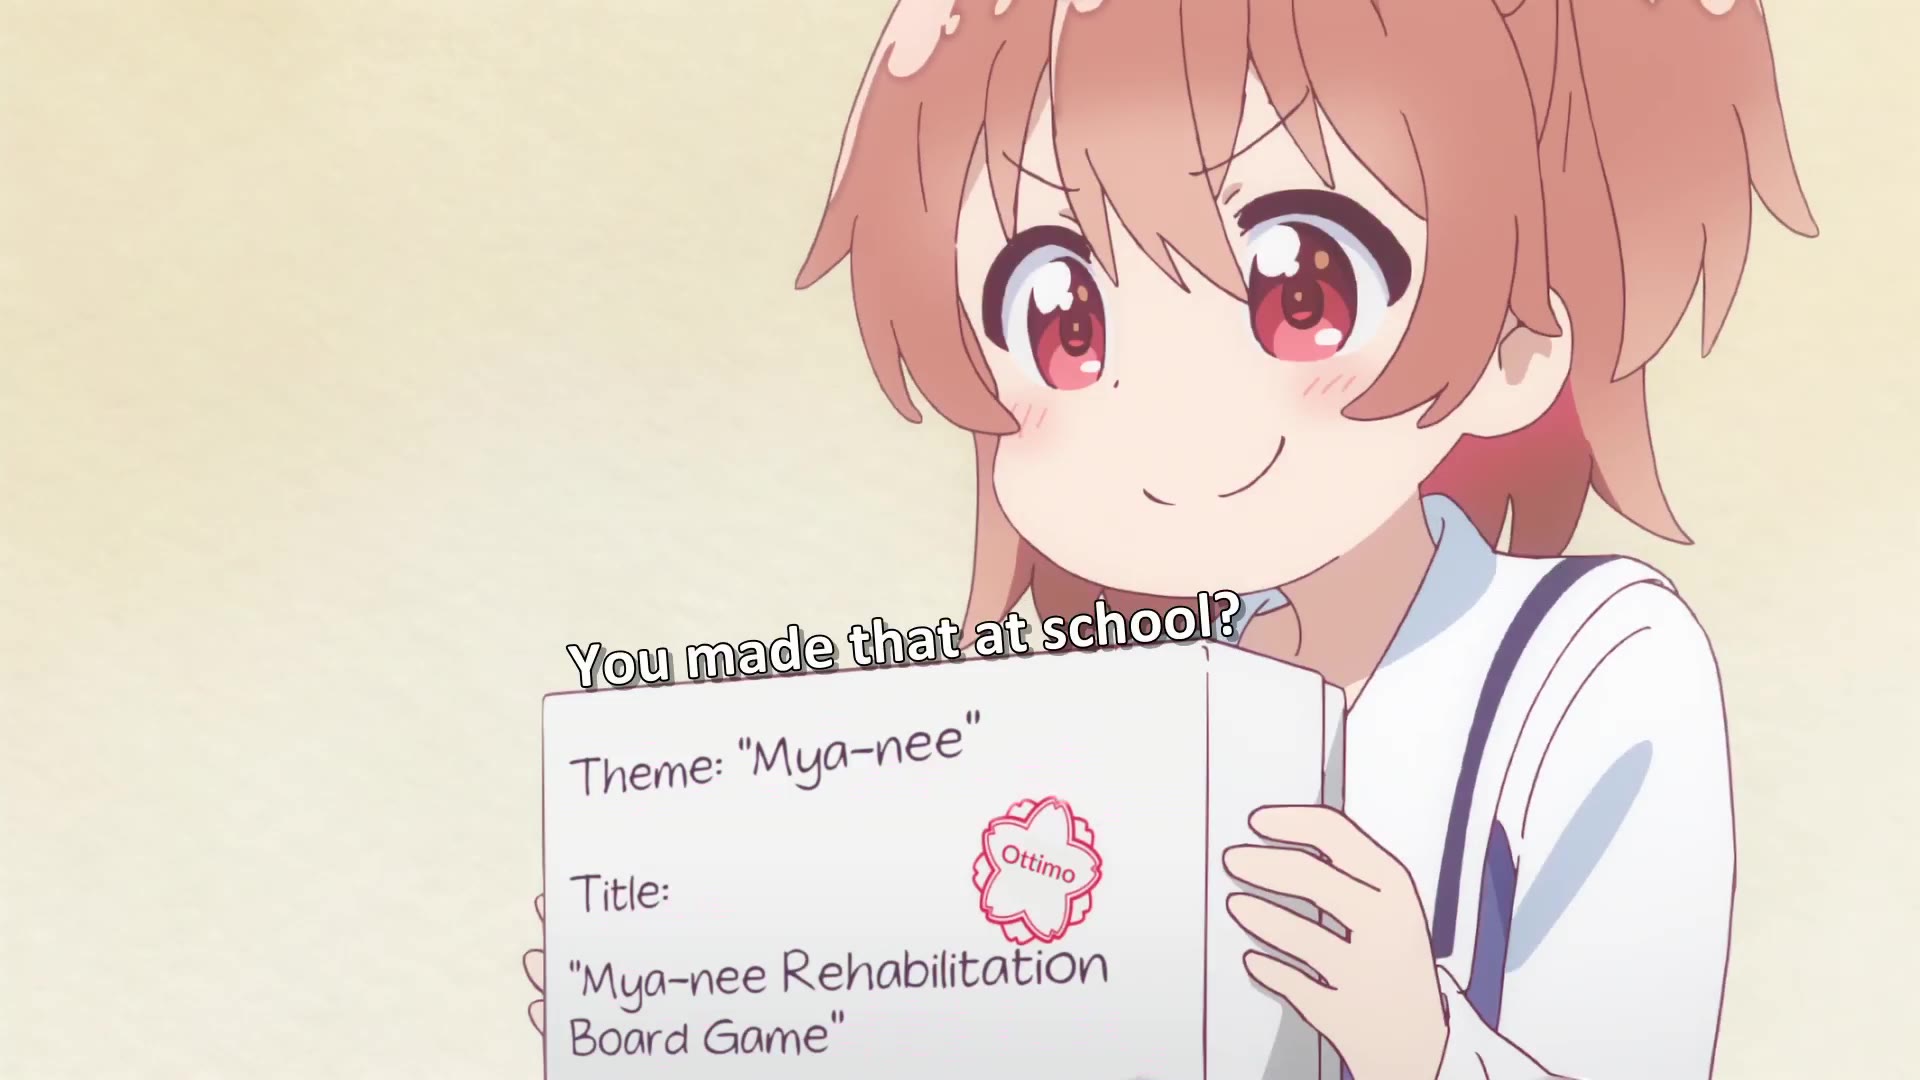 You made that at school?
Theme: "Mya-nee"
Ottimo
Title:
"Mya-nee Rehabilitation
Board Game"